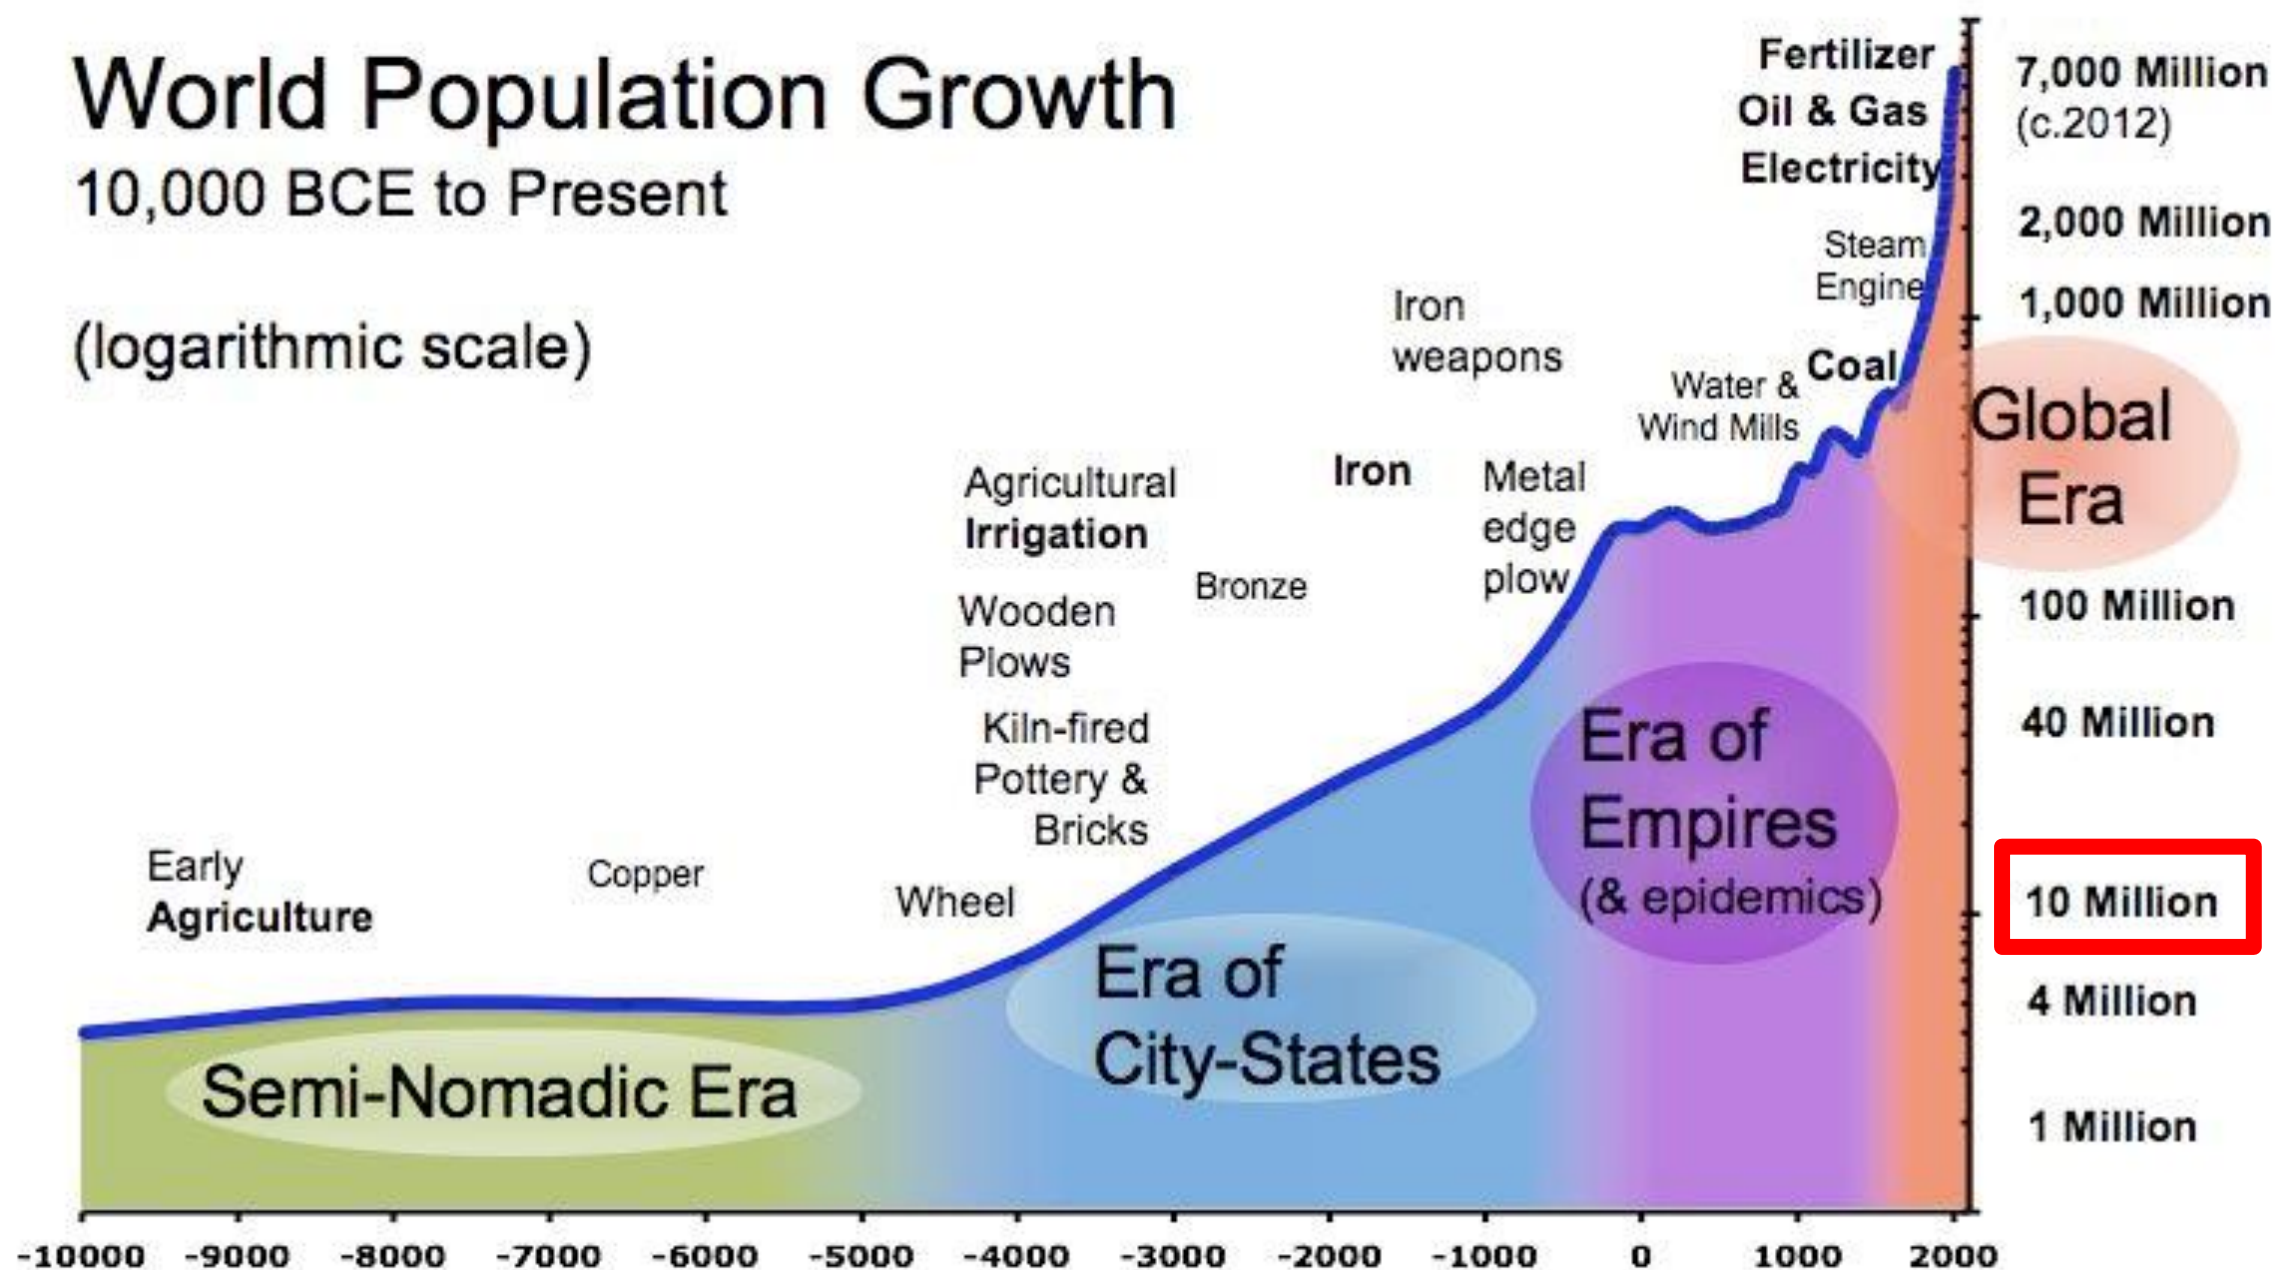 World Population Growth
10,000 BCE to Present
(logarithmic scale)
Fertilizer
Oil & Gas
Electricity
Steam
Engine
Coal
Water &
Wind Mills
Iron
weapons
Iron
Metal
edge
plow
Agricultural
Irrigation
Bronze
Wooden
Plows
Kiln-fired
Pottery &
Bricks
Wheel
Copper
Early
Agriculture
Semi-Nomadic Era
Era of
City-States
Era of
Empires
(& epidemics)
Global
Era
7,000 Million
(c.2012)
2,000 Million
1,000 Million
100 Million
40 Million
10 Million
4 Million
1 Million
-10000 -9000 -8000 -7000 -6000 -5000 -4000 -3000 -2000 -1000 0 1000 2000